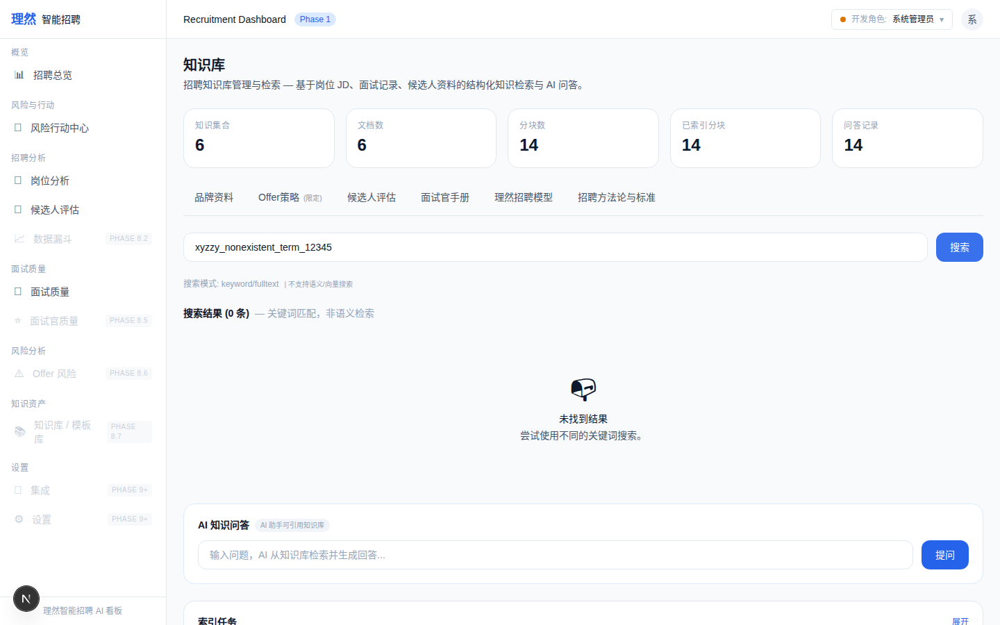 理然 智能招聘
Recruitment Dashboard Phase 1
开发角色: 系统管理员 ▾
系
概览
招聘总览
风险与行动
风险行动中心
招聘分析
岗位分析
候选人评估
数据漏斗 PHASE 8.2
面试质量
面试质量
面试官质量 PHASE 8.5
风险分析
Offer 风险 PHASE 8.6
知识资产
知识库 / 模板
库
PHASE
8.7
设置
集成 PHASE 9+
设置 PHASE 9+
理然智能招聘 AI 看板
知识库
招聘知识库管理与检索 — 基于岗位 JD、面试记录、候选人资料的结构化知识检索与 AI 问答。
知识集合
6
文档数
6
分块数
14
已索引分块
14
问答记录
14
品牌资料 Offer策略 (限定) 候选人评估 面试官手册 理然招聘模型 招聘方法论与标准
xyzzy_nonexistent_term_12345
搜索
搜索模式: keyword/fulltext | 不支持语义/向量搜索
搜索结果 (0 条) — 关键词匹配，非语义检索
未找到结果
尝试使用不同的关键词搜索。
AI 知识问答 AI 助手可引用知识库
输入问题，AI 从知识库检索并生成回答...
提问
索引任务
展开